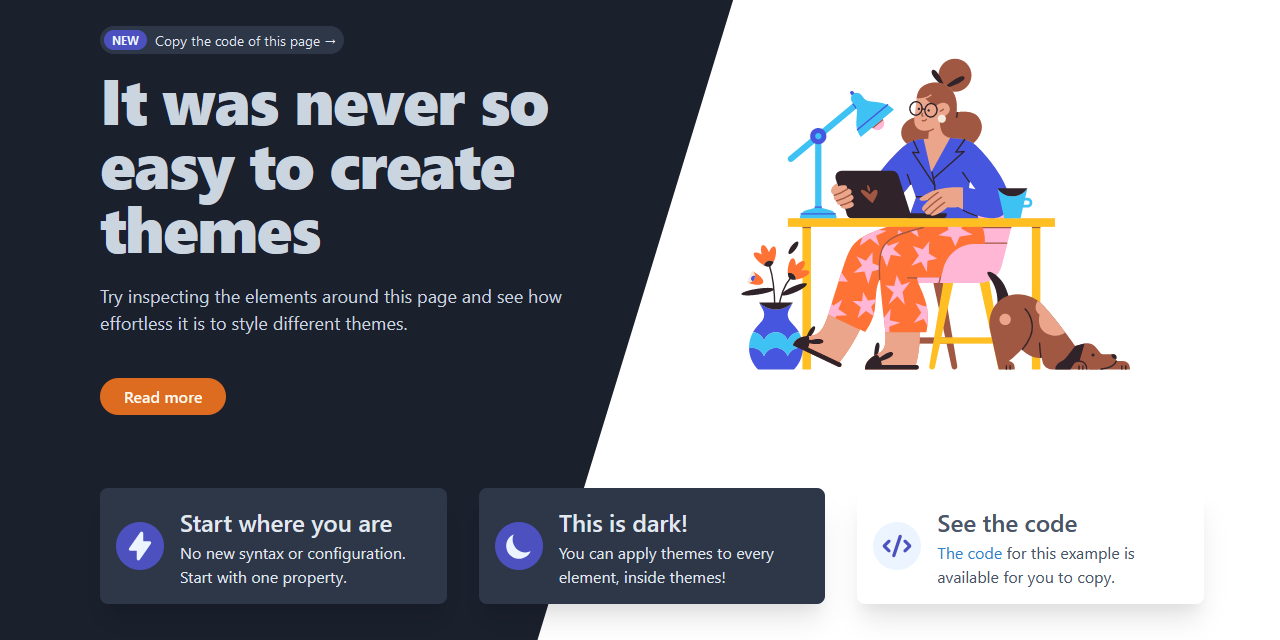 NEW Copy the code of this page →
It was never so
easy to create
themes
Try inspecting the elements around this page and see how
effortless it is to style different themes.
Read more
Start where you are
No new syntax or configuration.
Start with one property.
This is dark!
You can apply themes to every
element, inside themes!
See the code
The code for this example is
available for you to copy.